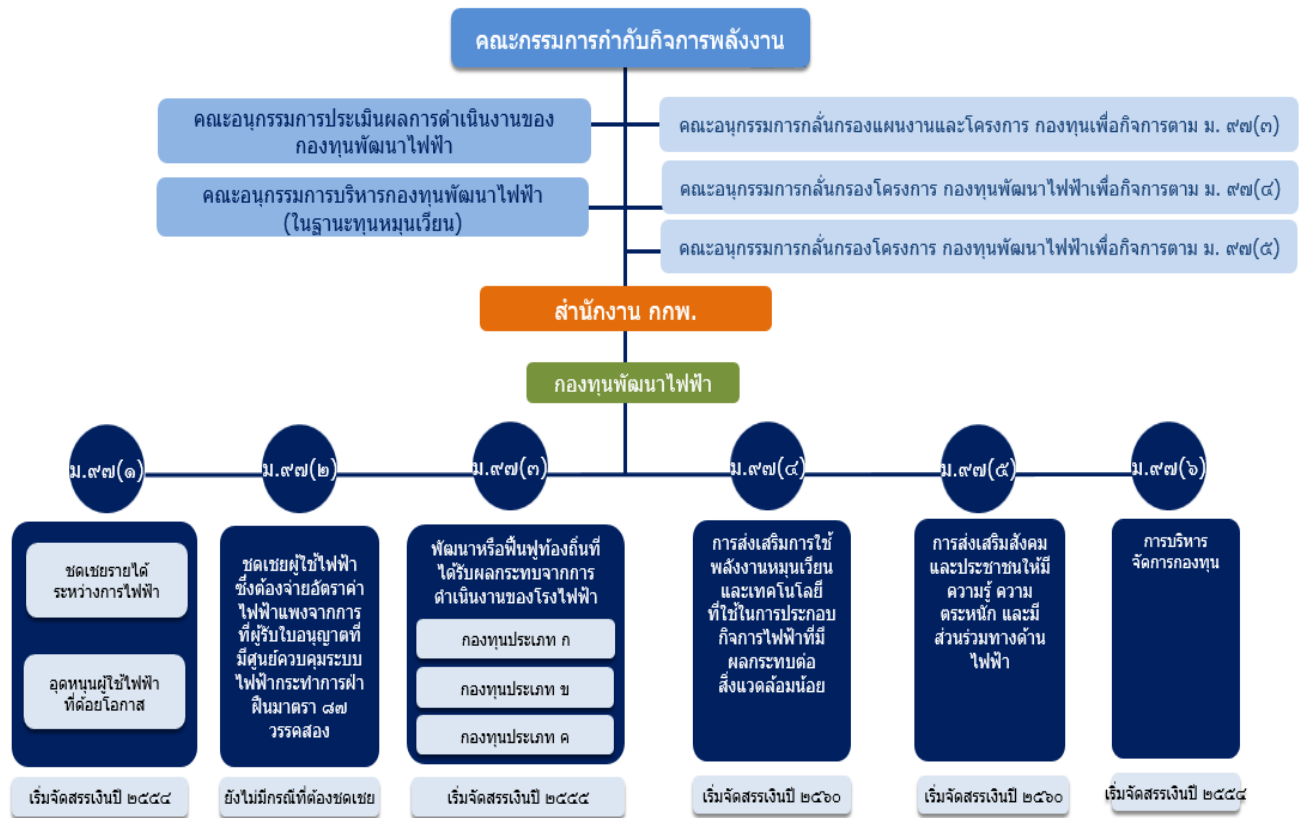 คณะกรรมการกำกับกิจการพลังงาน
คณะอนุกรรมการประเมินผลการดำเนินงานของ
กองทุนพัฒนาไฟฟ้า
คณะอนุกรรมการบริหารกองทุนพัฒนาไฟฟ้า
(ในฐานะทุนหมุนเวียน)
คณะอนุกรรมการกลั่นกรองแผนงานและโครงการ กองทุนเพื่อกิจการตาม ม. ๙๗(๓)
คณะอนุกรรมการกลั่นกรองโครงการ กองทุนพัฒนาไฟฟ้าเพื่อกิจการตาม ม. ๙๗(๔)
คณะอนุกรรมการกลั่นกรองโครงการ กองทุนพัฒนาไฟฟ้าเพื่อกิจการตาม ม. ๙๗(๕)
สำนักงาน กกพ.
กองทุนพัฒนาไฟฟ้า
ม.๙๗(๑)
ชดเชยรายได้
ระหว่างการไฟฟ้า
อุดหนุนผู้ใช้ไฟฟ้า
ที่ด้อยโอกาส
เริ่มจัดสรรเงินปี ๒๕๕๔
ม.๙๗(๒)
ชดเชยผู้ใช้ไฟฟ้า
ซึ่งต้องจ่ายอัตราค่า
ไฟฟ้าแพงจากการ
ที่ผู้รับใบอนุญาตที่
มีศูนย์ควบคุมระบบ
ไฟฟ้ากระทำการฝ่า
ฝืนมาตรา ๘๗
วรรคสอง
ยังไม่มีกรณีที่ต้องชดเชย
ม.๙๗(๓)
พัฒนาหรือฟื้นฟูท้องถิ่นที่
ได้รับผลกระทบจากการ
ดำเนินงานของโรงไฟฟ้า
กองทุนประเภท ก
กองทุนประเภท ข
กองทุนประเภท ค
เริ่มจัดสรรเงินปี ๒๕๕๕
ม.๙๗(๔)
การส่งเสริมการใช้
พลังงานหมุนเวียน
และเทคโนโลยี
ที่ใช้ในการประกอบ
กิจการไฟฟ้าที่มี
ผลกระทบต่อ
สิ่งแวดล้อมน้อย
เริ่มจัดสรรเงินปี ๒๕๖๐
ม.๙๗(๕)
การส่งเสริมสังคม
และประชาชนให้มี
ความรู้ ความ
ตระหนัก และมี
ส่วนร่วมทางด้าน
ไฟฟ้า
เริ่มจัดสรรเงินปี ๒๕๖๐
ม.๙๗(๖)
การบริหาร
จัดการกองทุน
เริ่มจัดสรรเงินปี ๒๕๕๔